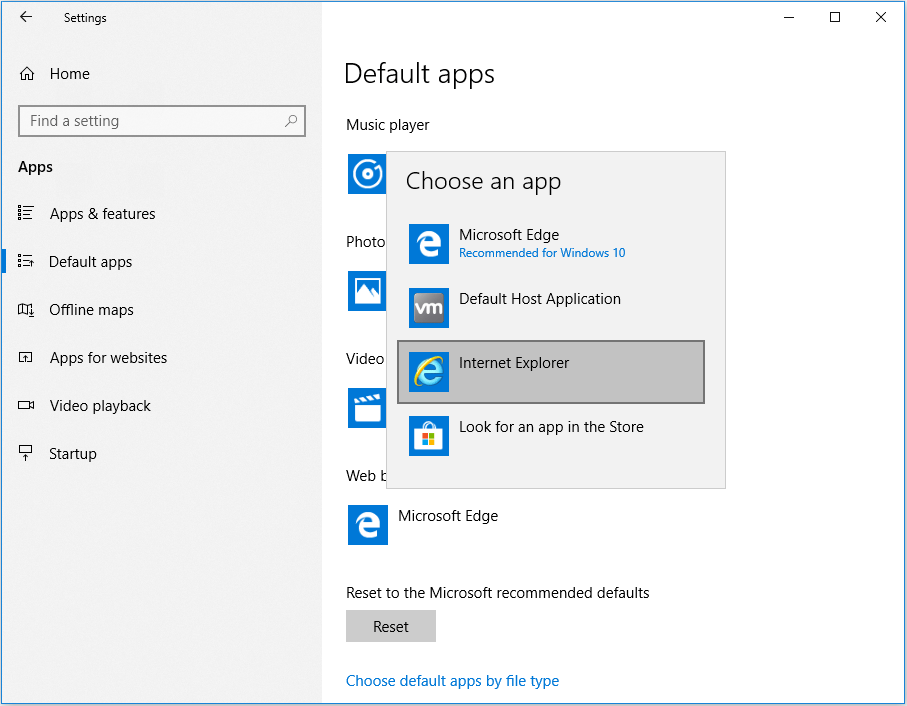 Settings
Home
Find a setting
Apps
Apps & features
Default apps
Offline maps
Apps for websites
Video playback
Startup
Default apps
Music player
Photo
Video
Web b
Microsoft Edge
Choose an app
Microsoft Edge
Recommended for Windows 10
vm
Default Host Application
Internet Explorer
Look for an app in the Store
Reset to the Microsoft recommended defaults
Reset
Choose default apps by file type